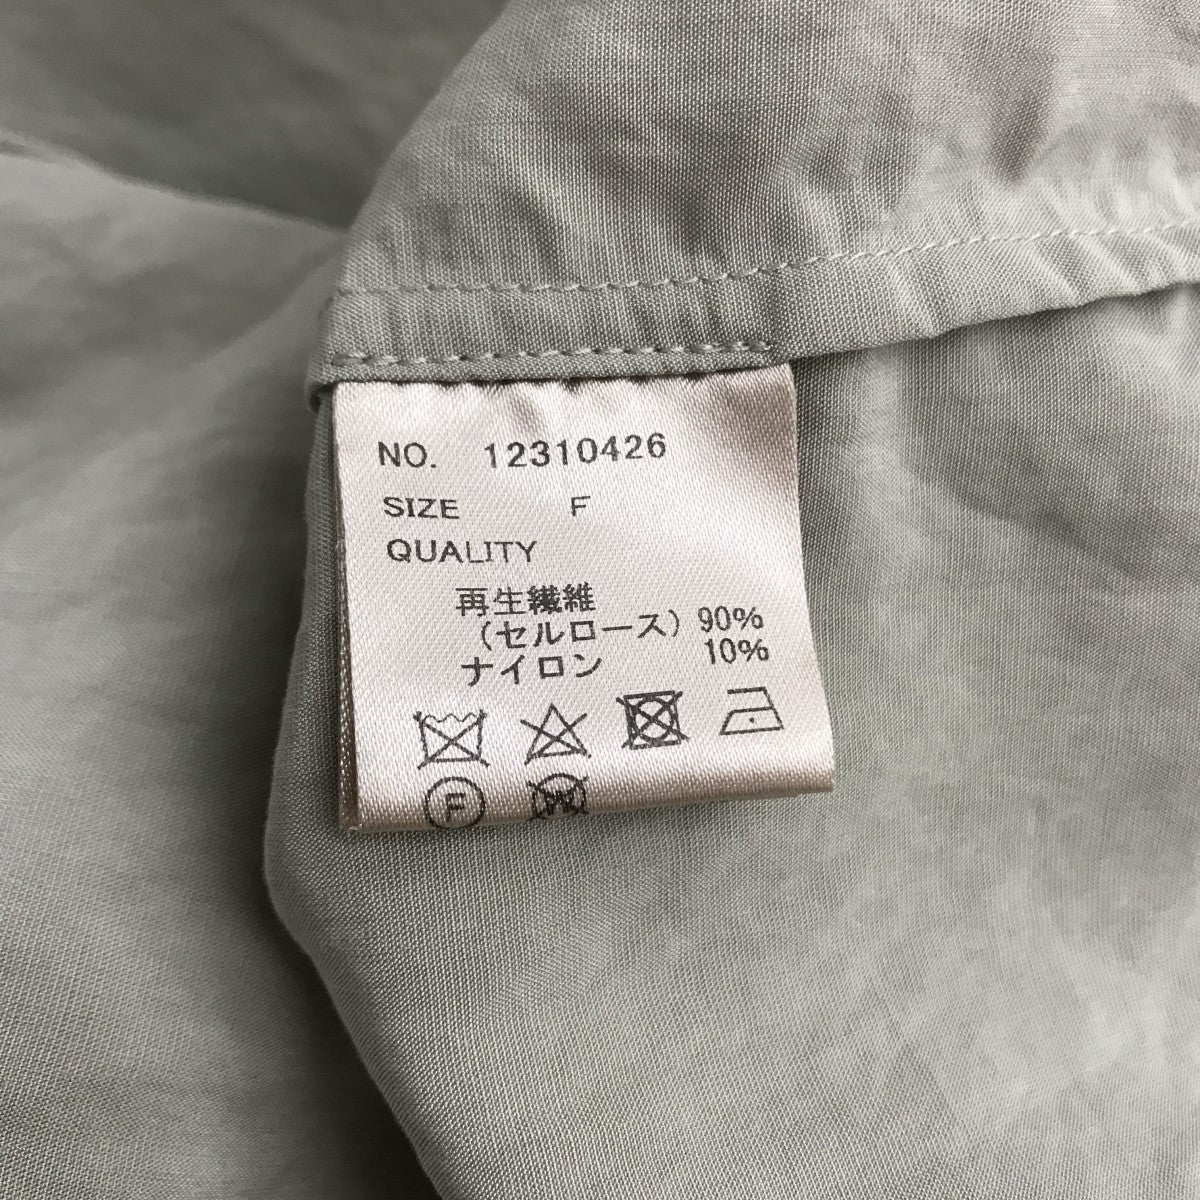 NO. 12310426
SIZE F
QUALITY
再生繊維
(セルロース) 90%
ナイロン 10%
F
W